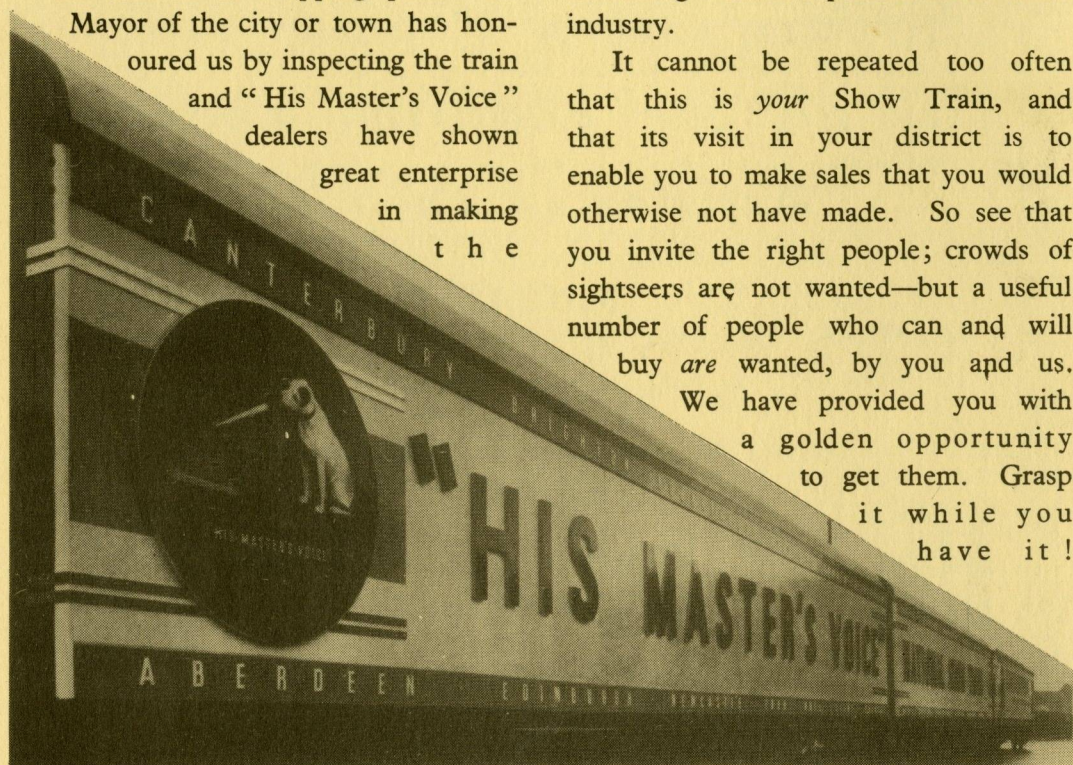 Mayor of the city or town has hon-
oured us by inspecting the train
and “ His Master's Voice ”
dealers have shown
great enterprise
in making
t h e
industry.
It cannot be repeated too often
that this is your Show Train, and
that its visit in your district is to
enable you to make sales that you would
otherwise not have made. So see that
you invite the right people; crowds of
sightseers are not wanted—but a useful
number of people who can and will
buy are wanted, by you and us.
We have provided you with
a golden opportunity
to get them. Grasp
it while you
have it !
CANTERBURY BRIGHTON
HIS MASTER'S VOICE
"HIS MASTER'S VOICE"
ABERDEEN EDINBURGH NEWCASTLE YORK